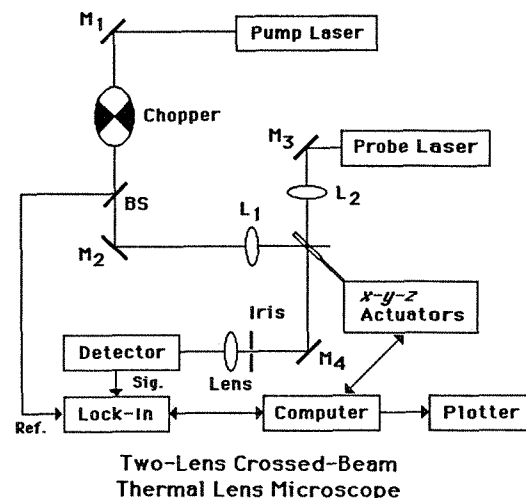 M1
Pump Laser
Chopper
M3
Probe Laser
BS
L2
L1
M2
x-y-z
Actuators
Iris
Detector
Lens
M4
Sig.
Ref.
Lock-in
Computer
Plotter
Two-Lens Crossed-Beam
Thermal Lens Microscope